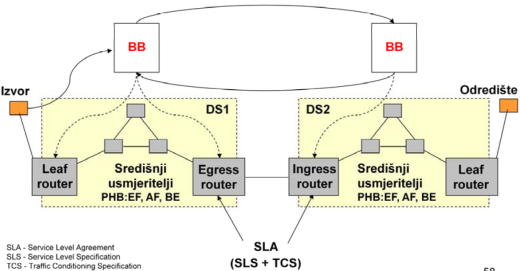 BB
BB
Izvor
Odredište
DS1
DS2
Leaf
router
Središnji
usmjeritelji
PHB:EF, AF, BE
Egress
router
Ingress
router
Središnji
usmjeritelji
PHB:EF, AF, BE
Leaf
router
SLA
(SLS + TCS)
SLA - Service Level Agreement
SLS - Service Level Specification
TCS - Traffic Conditioning Specification